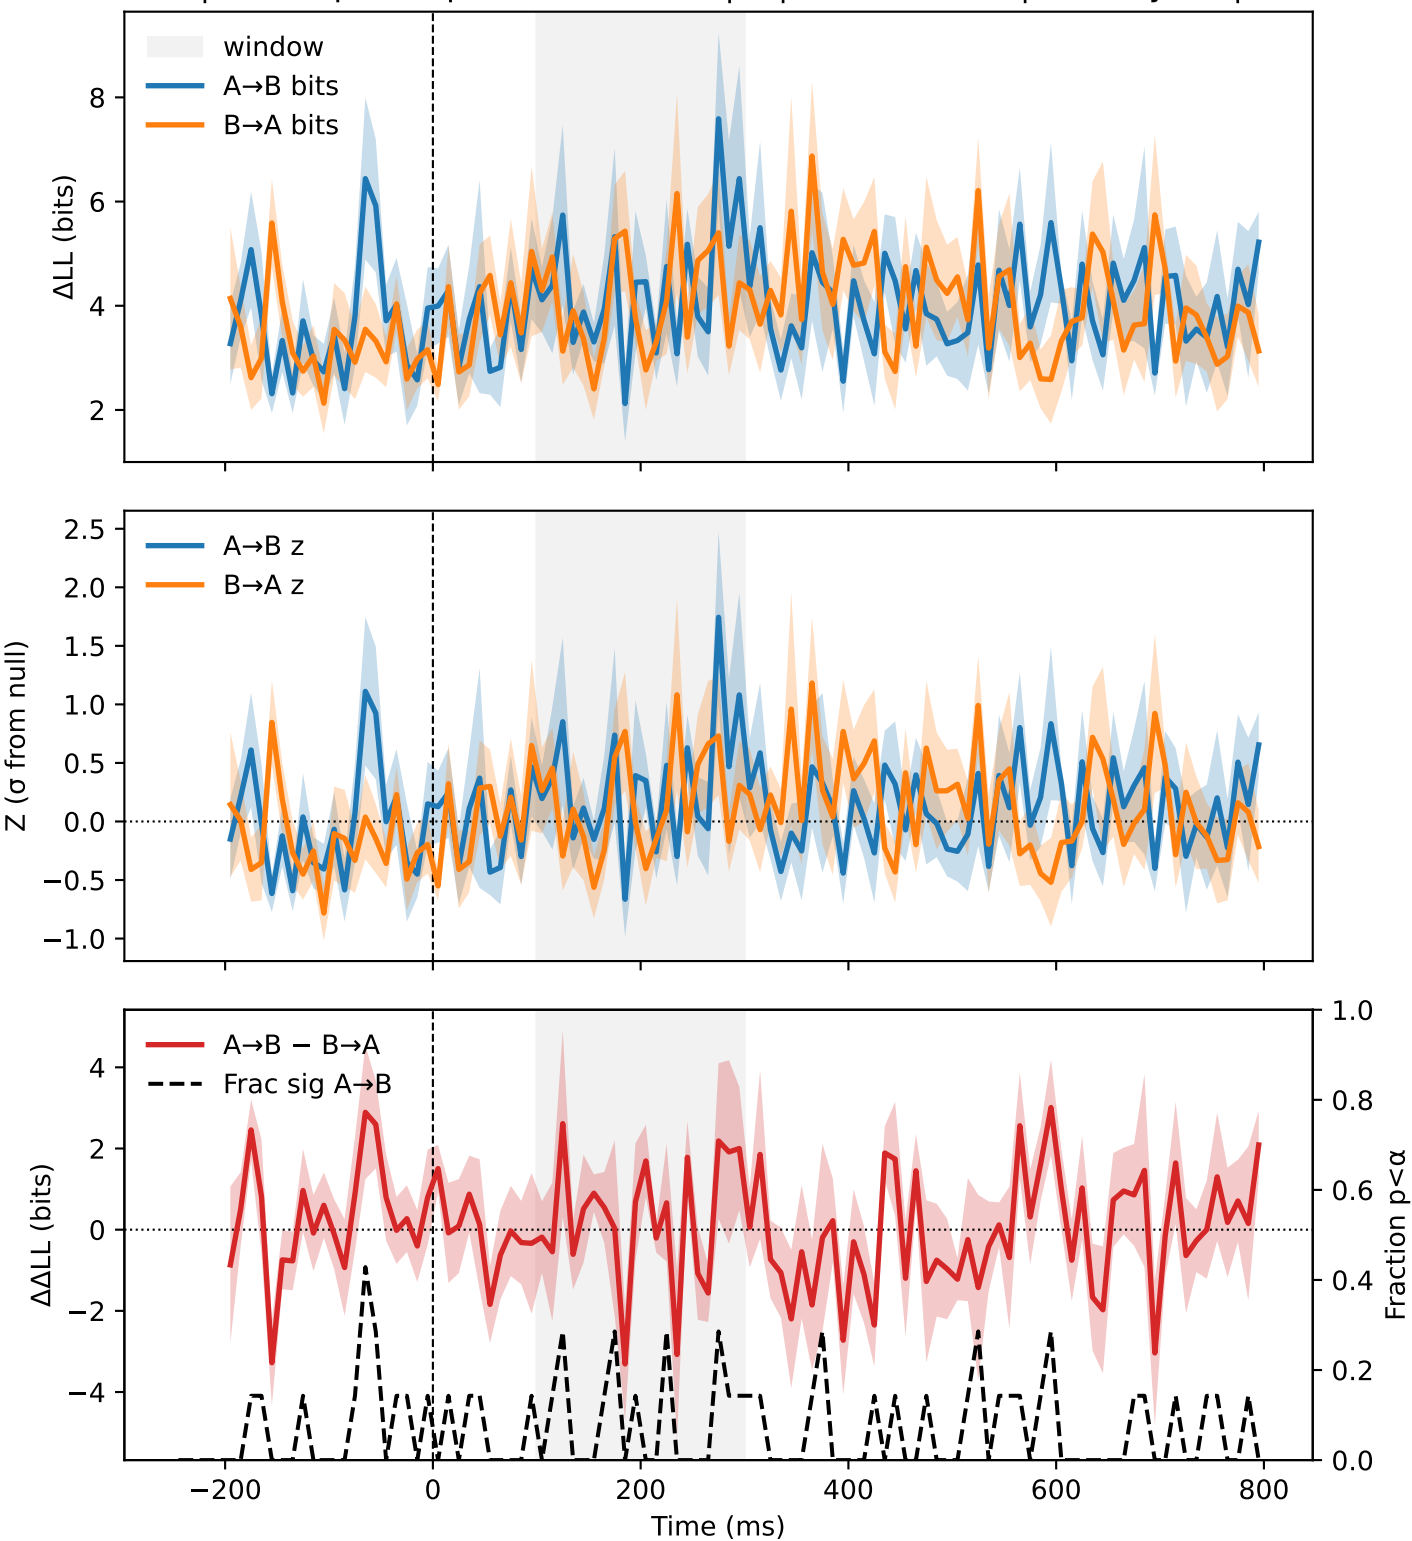 window
A→B bits
B→A bits
ΔLL (bits)
8
6
4
2
A→B z
B→A z
Z (σ from null)
2.5
2.0
1.5
1.0
0.5
0.0
−0.5
−1.0
A→B − B→A
Frac sig A→B
ΔΔLL (bits)
4
2
0
−2
−4
1.0
0.8
0.6
0.4
0.2
0.0
Fraction p<α
−200
0
200
400
600
800
Time (ms)